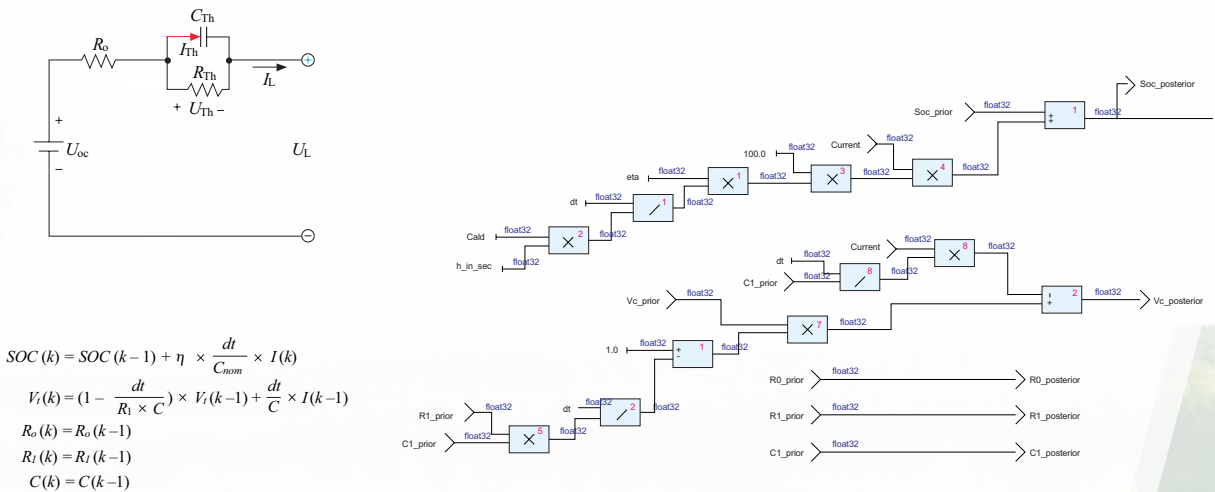 C_Th
I_Th
R_o
R_Th
I_L
+ U_Th −
+
U_oc
−
U_L
+
−
SOC (k) = SOC (k−1) + η × dt / C_nom × I(k)
V_t(k) = (1 − dt / R_1 × C) × V_t(k−1) + dt / C × I(k−1)
R_o(k) = R_o(k−1)
R_1(k) = R_1(k−1)
C(k) = C(k−1)
Soc_posterior
float32
Soc_prior
float32
1
float32
Current
float32
4
float32
100.0
float32
3
float32
eta
float32
1
float32
dt
float32
1
float32
Cald
float32
2
float32
h_in_sec
float32
Current
float32
8
float32
dt
float32
C1_prior
float32
8
float32
Vc_prior
float32
2
float32
Vc_posterior
7
float32
1.0
float32
1
float32
R1_prior
float32
dt
float32
2
float32
C1_prior
float32
5
float32
R0_prior
float32
R0_posterior
R1_prior
float32
R1_posterior
C1_prior
float32
C1_posterior